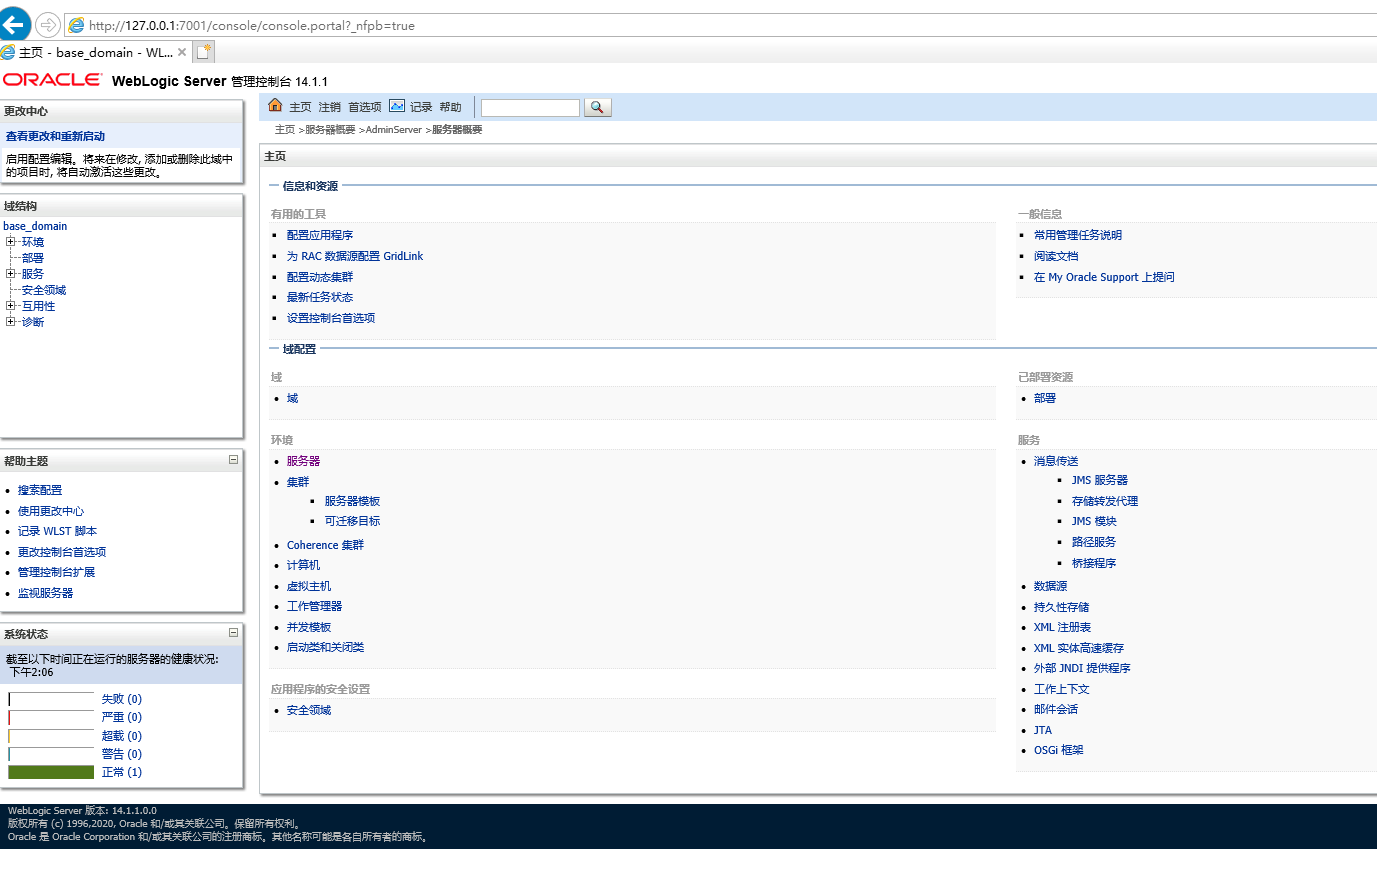 http://127.0.0.1:7001/console/console.portal?_nfpb=true
主页 - base_domain - WL...
ORACLE WebLogic Server 管理控制台 14.1.1
更改中心
查看更改和重新启动
启用配置编辑。将来在修改, 添加或删除此域中
的项目时, 将自动激活这些更改。
域结构
base_domain
环境
部署
服务
安全领域
互用性
诊断
帮助主题
搜索配置
使用更改中心
记录 WLST 脚本
更改控制台首选项
管理控制台扩展
监视服务器
系统状态
截至以下时间正在运行的服务器的健康状况:
下午2:06
失败 (0)
严重 (0)
超载 (0)
警告 (0)
正常 (1)
主页 注销 首选项 记录 帮助
主页 >服务器概要 >AdminServer >服务器概要
主页
信息和资源
有用的工具
配置应用程序
为 RAC 数据源配置 GridLink
配置动态集群
最新任务状态
设置控制台首选项
一般信息
常用管理任务说明
阅读文档
在 My Oracle Support 上提问
域配置
域
域
已部署资源
部署
环境
服务器
集群
服务器模板
可迁移目标
Coherence 集群
计算机
虚拟主机
工作管理器
并发模板
启动类和关闭类
应用程序的安全设置
安全领域
服务
消息传送
JMS 服务器
存储转发代理
JMS 模块
路径服务
桥接程序
数据源
持久性存储
XML 注册表
XML 实体高速缓存
外部 JNDI 提供程序
工作上下文
邮件会话
JTA
OSGi 框架
WebLogic Server 版本: 14.1.1.0.0
版权所有 (c) 1996,2020, Oracle 和/或其关联公司。保留所有权利。
Oracle 是 Oracle Corporation 和/或其关联公司的注册商标。其他名称可能是各自所有者的商标。